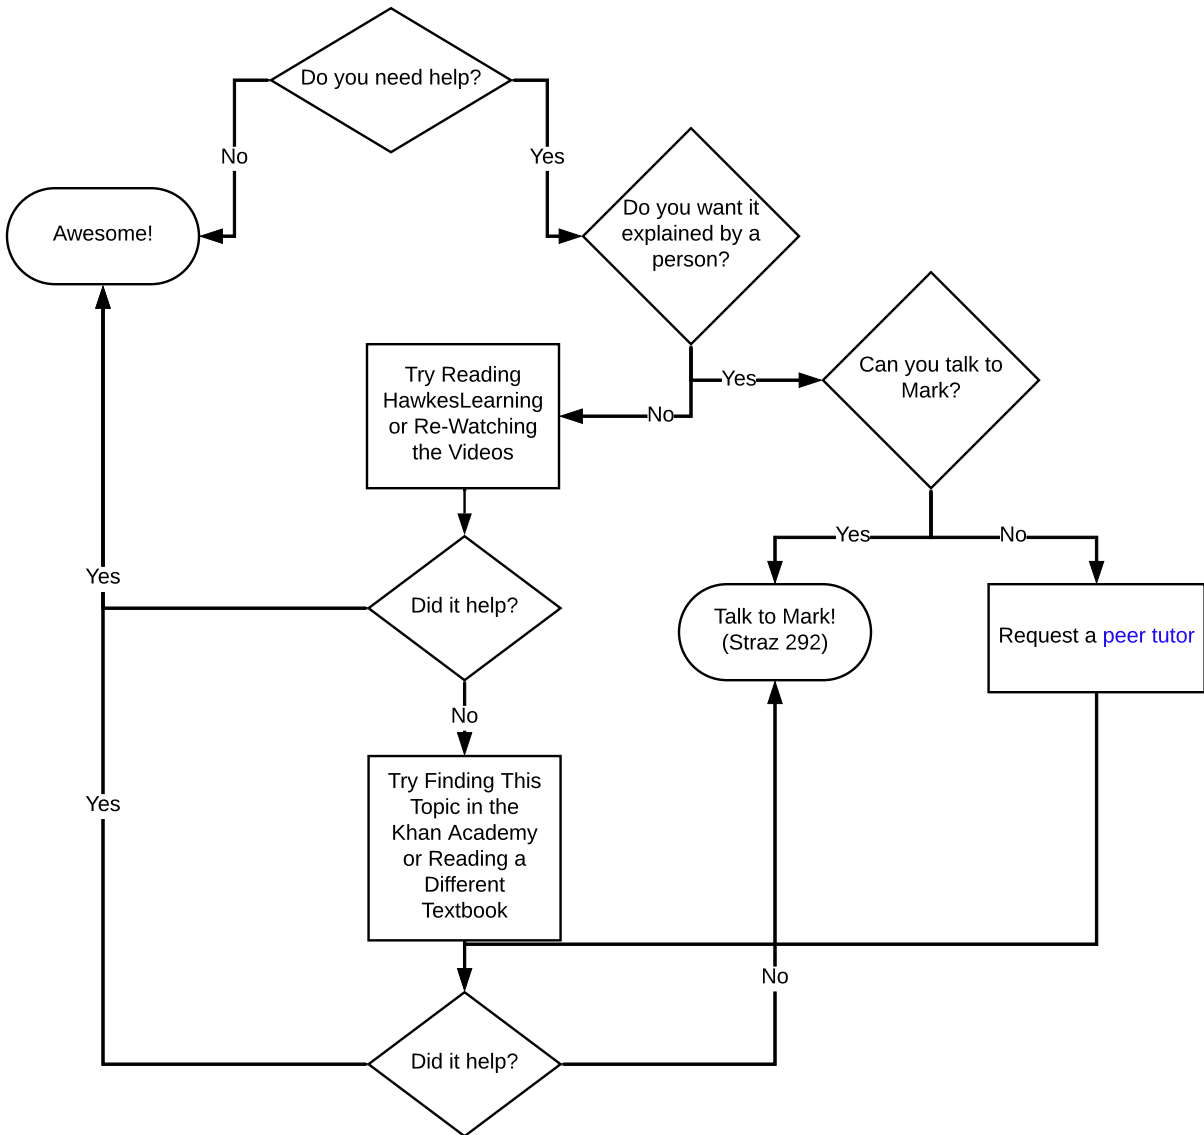 Do you need help?
No
Yes
Awesome!
Do you want it
explained by a
person?
Try Reading
HawkesLearning
or Re-Watching
the Videos
Yes
No
Can you talk to
Mark?
Yes
No
Yes
Did it help?
Talk to Mark!
(Straz 292)
Request a peer tutor
No
Yes
Try Finding This
Topic in the
Khan Academy
or Reading a
Different
Textbook
No
Did it help?